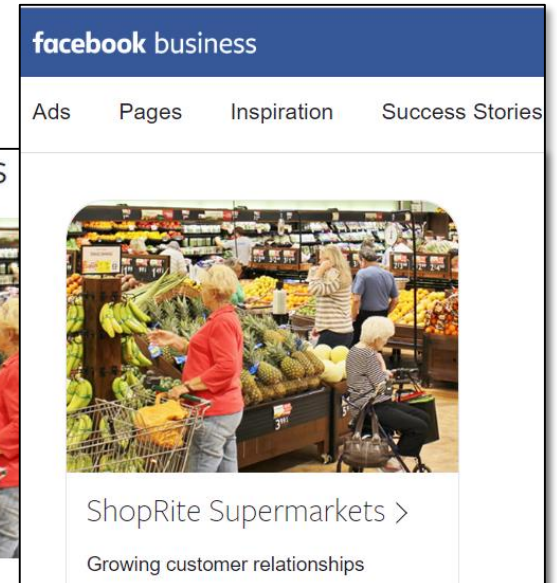 facebook business
Ads Pages Inspiration Success Stories
S
ShopRite Supermarkets >
Growing customer relationships